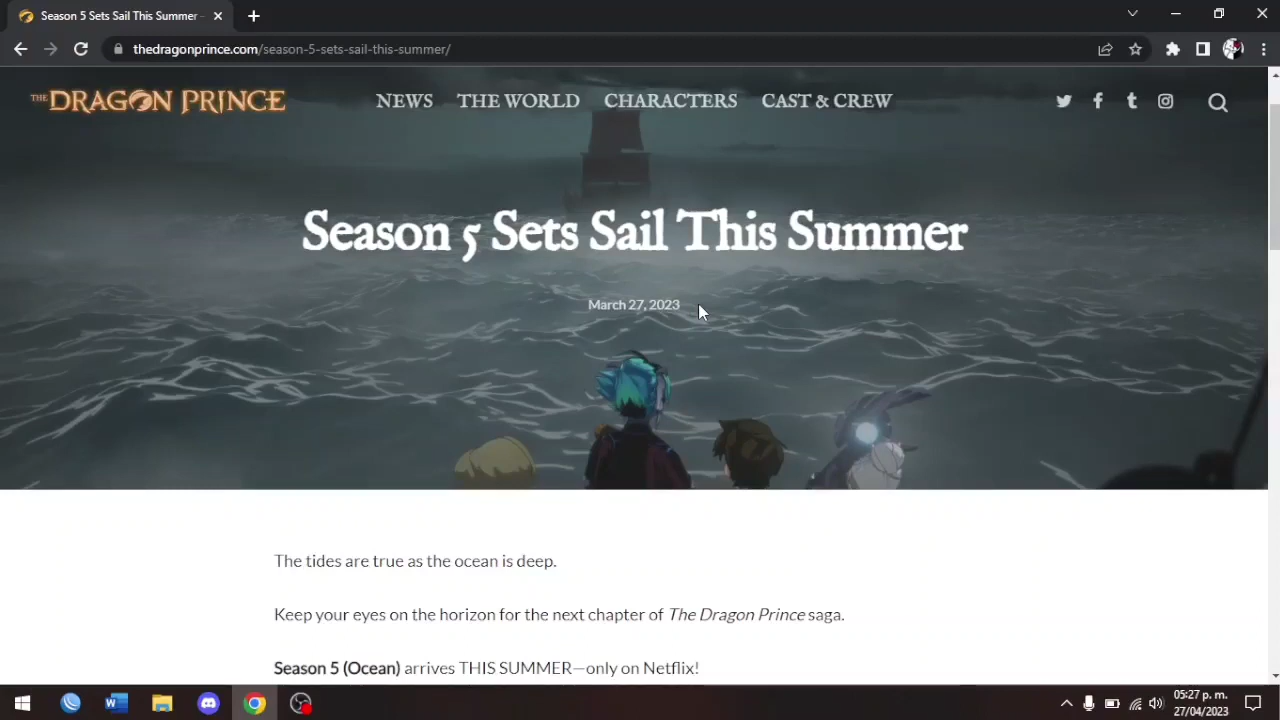 Season 5 Sets Sail This Summer -
thedragonprince.com/season-5-sets-sail-this-summer/
THE DRAGON PRINCE
NEWS THE WORLD CHARACTERS CAST & CREW
Season 5 Sets Sail This Summer
March 27, 2023
The tides are true as the ocean is deep.
Keep your eyes on the horizon for the next chapter of The Dragon Prince saga.
Season 5 (Ocean) arrives THIS SUMMER—only on Netflix!
05:27 p. m.
27/04/2023